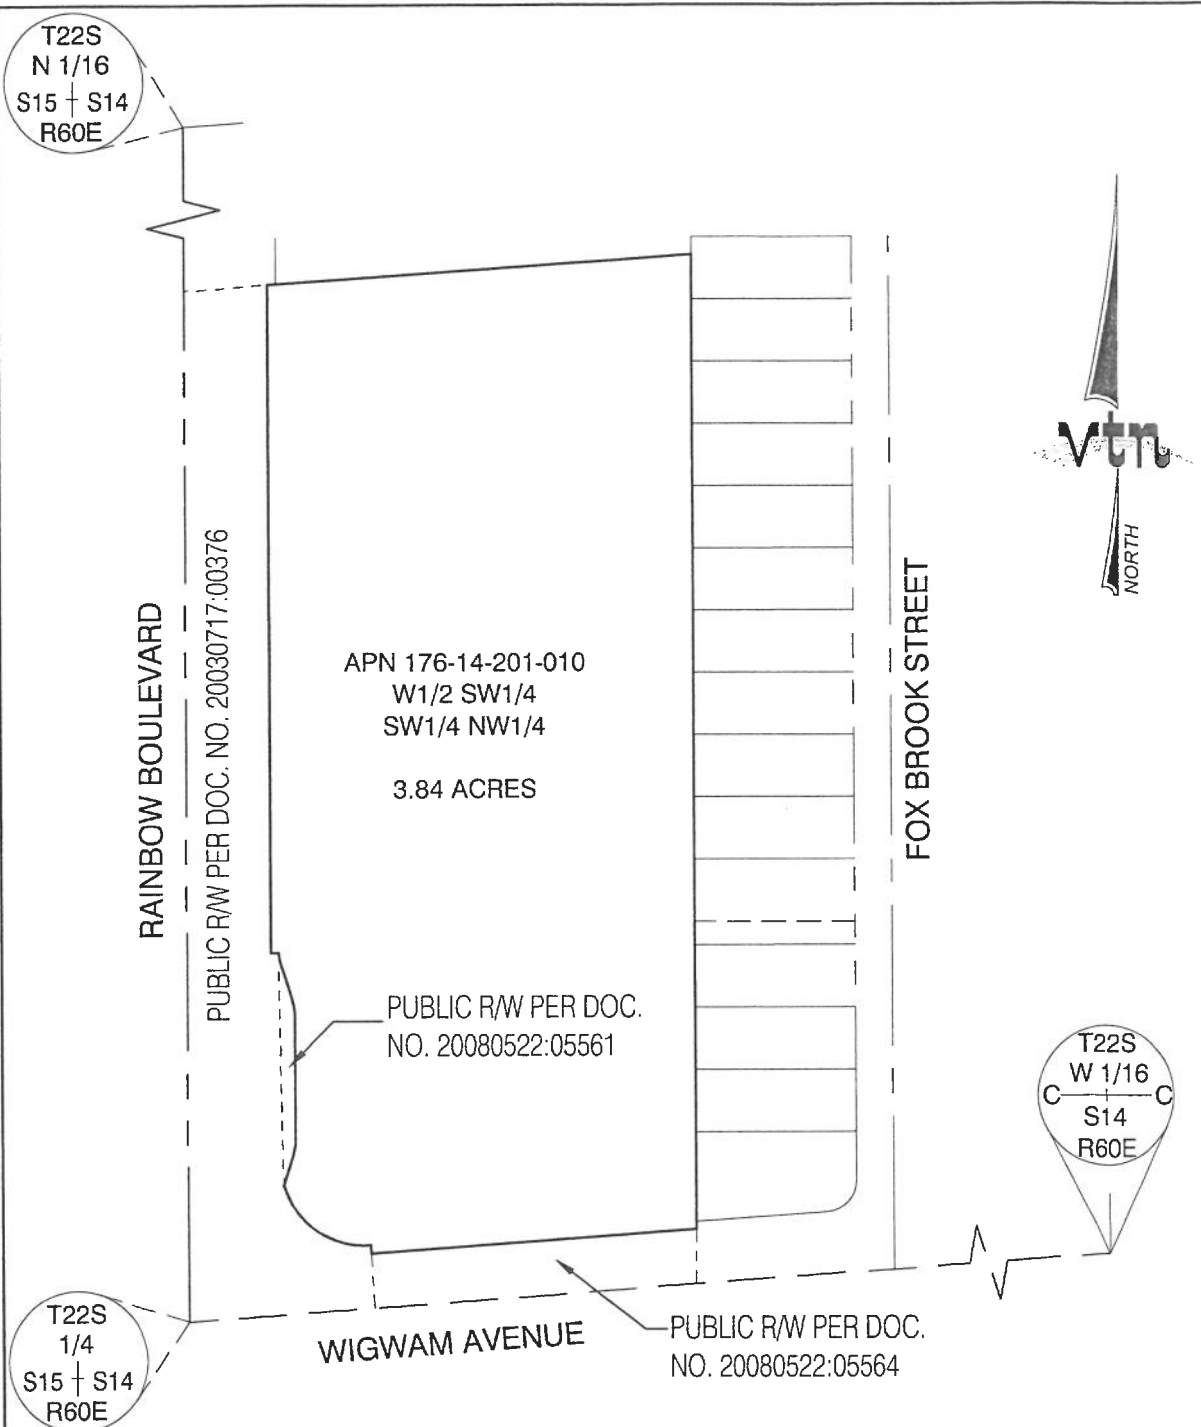 T22S
N 1/16
S15 S14
R60E
vtn
NORTH
RAINBOW BOULEVARD
PUBLIC R/W PER DOC. NO. 20030717:00376
APN 176-14-201-010
W1/2 SW1/4
SW1/4 NW1/4
3.84 ACRES
FOX BROOK STREET
PUBLIC R/W PER DOC.
NO. 20080522:05561
T22S
W 1/16
C C
S14
R60E
T22S
1/4
S15 S14
R60E
WIGWAM AVENUE
PUBLIC R/W PER DOC.
NO. 20080522:05564